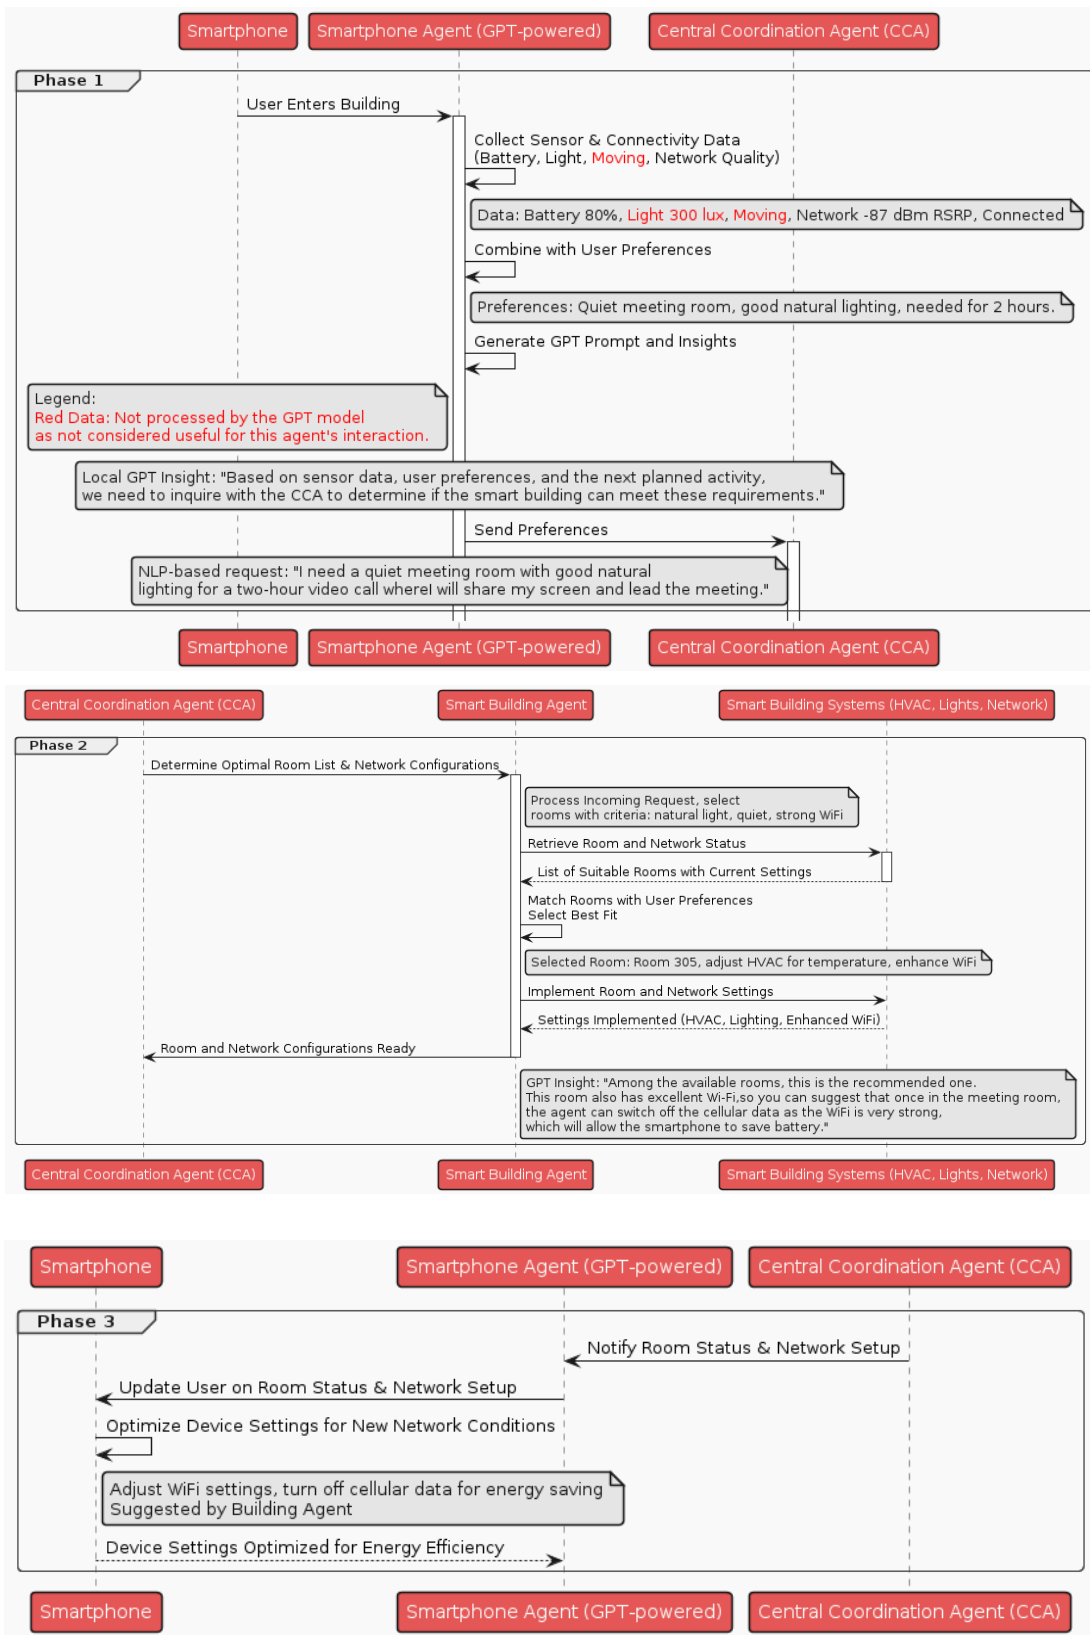 Smartphone
Smartphone Agent (GPT-powered)
Central Coordination Agent (CCA)
Phase 1
User Enters Building
Collect Sensor & Connectivity Data
(Battery, Light, Moving, Network Quality)
Data: Battery 80%, Light 300 lux, Moving, Network -87 dBm RSRP, Connected
Combine with User Preferences
Preferences: Quiet meeting room, good natural lighting, needed for 2 hours.
Generate GPT Prompt and Insights
Legend:
Red Data: Not processed by the GPT model
as not considered useful for this agent's interaction.
Local GPT Insight: "Based on sensor data, user preferences, and the next planned activity,
we need to inquire with the CCA to determine if the smart building can meet these requirements."
Send Preferences
NLP-based request: "I need a quiet meeting room with good natural
lighting for a two-hour video call whereI will share my screen and lead the meeting."
Smartphone
Smartphone Agent (GPT-powered)
Central Coordination Agent (CCA)
Central Coordination Agent (CCA)
Smart Building Agent
Smart Building Systems (HVAC, Lights, Network)
Phase 2
Determine Optimal Room List & Network Configurations
Process Incoming Request, select
rooms with criteria: natural light, quiet, strong WiFi
Retrieve Room and Network Status
List of Suitable Rooms with Current Settings
Match Rooms with User Preferences
Select Best Fit
Selected Room: Room 305, adjust HVAC for temperature, enhance WiFi
Implement Room and Network Settings
Settings Implemented (HVAC, Lighting, Enhanced WiFi)
Room and Network Configurations Ready
GPT Insight: "Among the available rooms, this is the recommended one.
This room also has excellent Wi-Fi,so you can suggest that once in the meeting room,
the agent can switch off the cellular data as the WiFi is very strong,
which will allow the smartphone to save battery."
Central Coordination Agent (CCA)
Smart Building Agent
Smart Building Systems (HVAC, Lights, Network)
Smartphone
Smartphone Agent (GPT-powered)
Central Coordination Agent (CCA)
Phase 3
Notify Room Status & Network Setup
Update User on Room Status & Network Setup
Optimize Device Settings for New Network Conditions
Adjust WiFi settings, turn off cellular data for energy saving
Suggested by Building Agent
Device Settings Optimized for Energy Efficiency
Smartphone
Smartphone Agent (GPT-powered)
Central Coordination Agent (CCA)